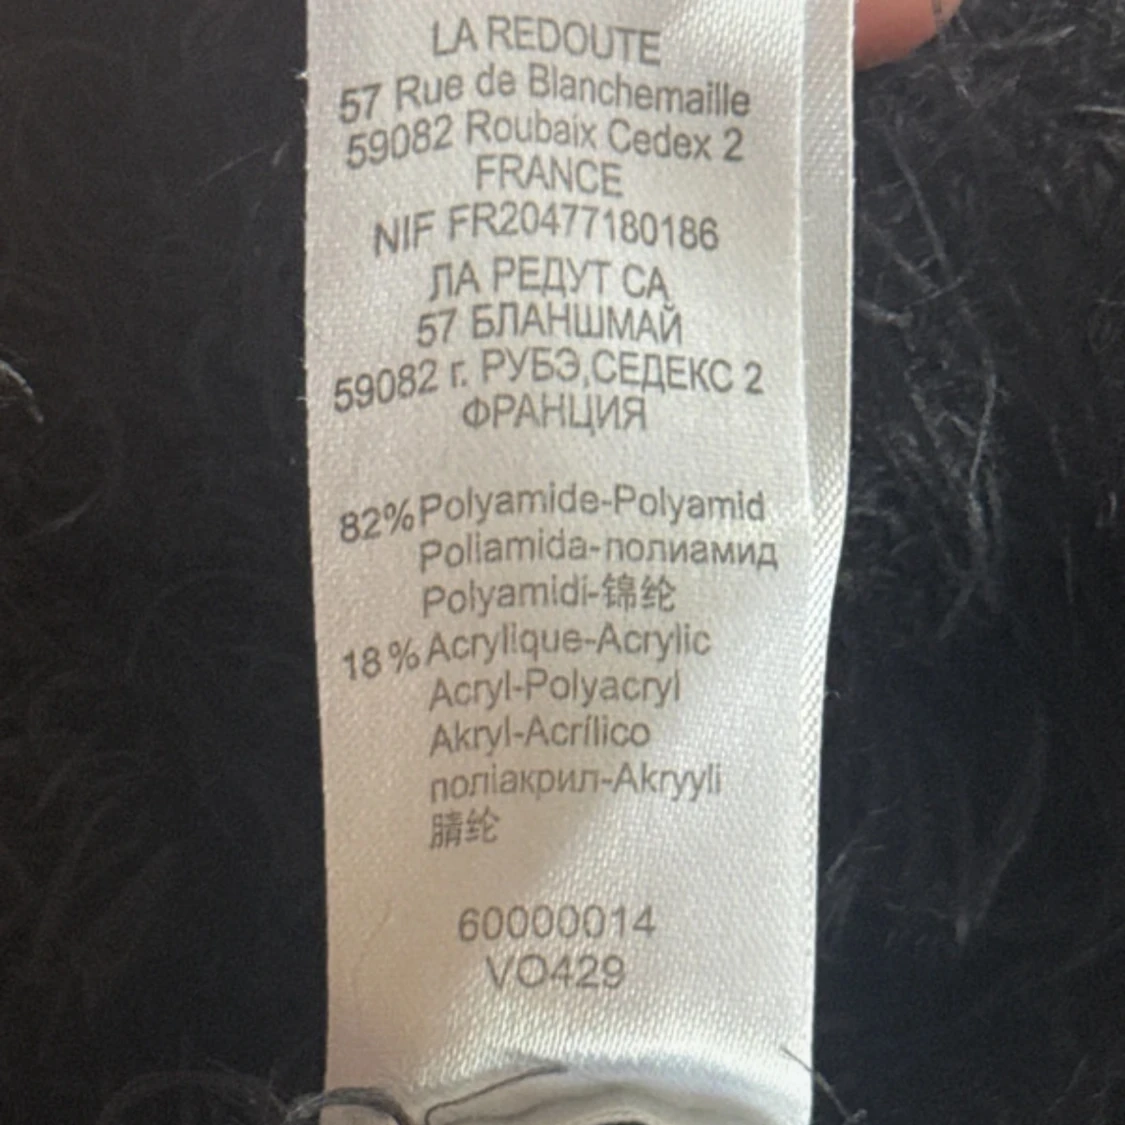 LA REDOUTE
57 Rue de Blanchemaille
59082 Roubaix Cedex 2
FRANCE
NIF FR20477180186
ЛА РЕДУТ СА
57 БЛАНШМАЙ
59082 г. РУБЭ,СЕДЕКС 2
ФРАНЦИЯ
82% Polyamide-Polyamid
Poliamida-полиамид
Polyamidi-锦纶
18% Acrylique-Acrylic
Acryl-Polyacryl
Akryl-Acrílico
поліакрил-Akryyli
腈纶
60000014
VO429